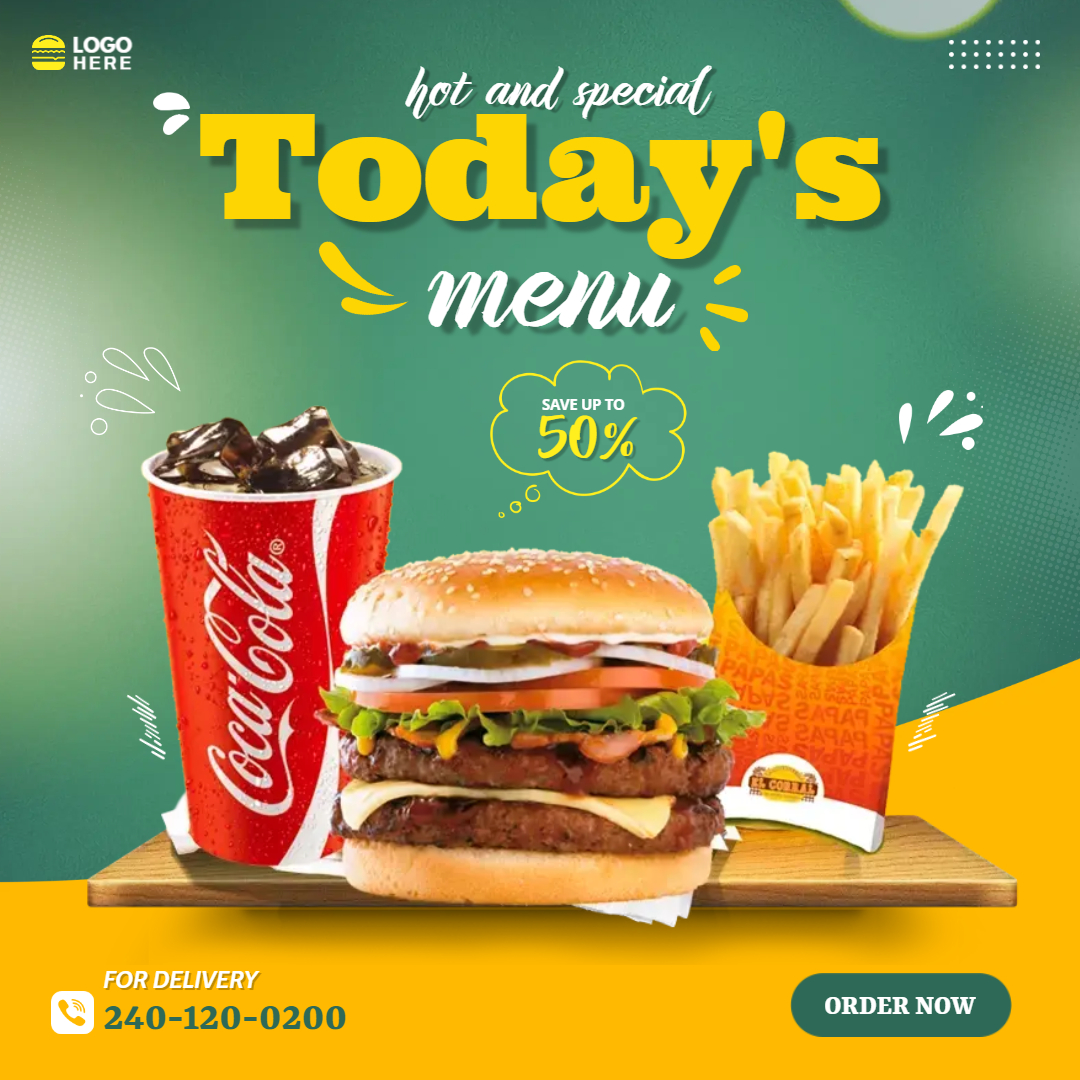 LOGO
HERE
hot and special
Today's
menu
SAVE UP TO
50%
Coca-Cola®
PAPAS
EL CORRAL
FOR DELIVERY
240-120-0200
ORDER NOW